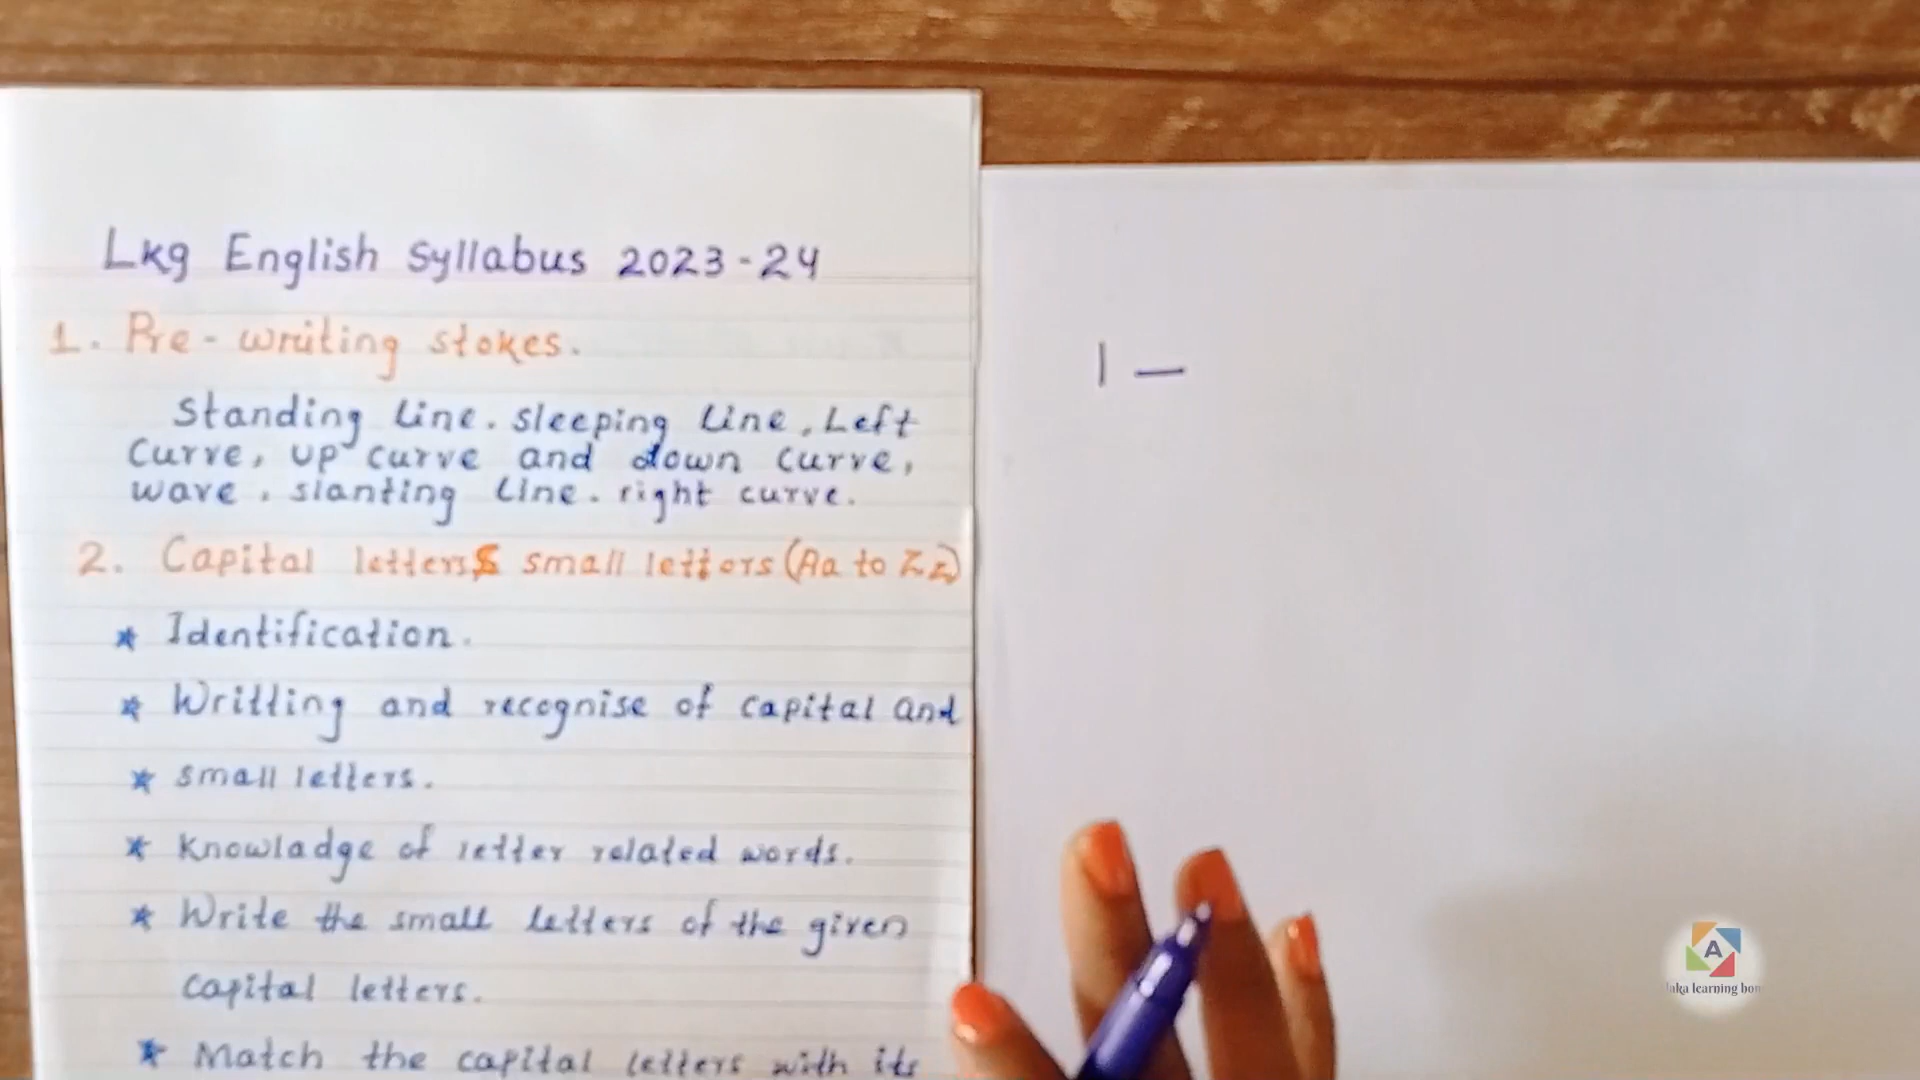 Lkg English Syllabus 2023-24
1. Pre-writing stokes.
Standing line. sleeping line, Left
curve, up curve and down curve,
wave, slanting line. right curve.
2. Capital letters small letters (Aa to Zz)
* Identification.
* Writting and recognise of capital and
* small letters.
* Knowladge of letter related words.
* Write the small letters of the given
capital letters.
* Match the capital letters with its
A
learning